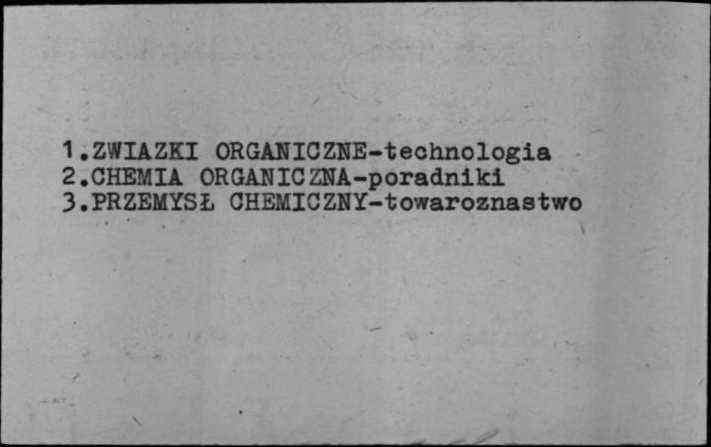 1.ZWIAZKI ORGANICZNE-technologia
2.CHEMIA ORGANICZNA-poradniki
3.PRZEMYSŁ CHEMICZNY-towaroznastwo